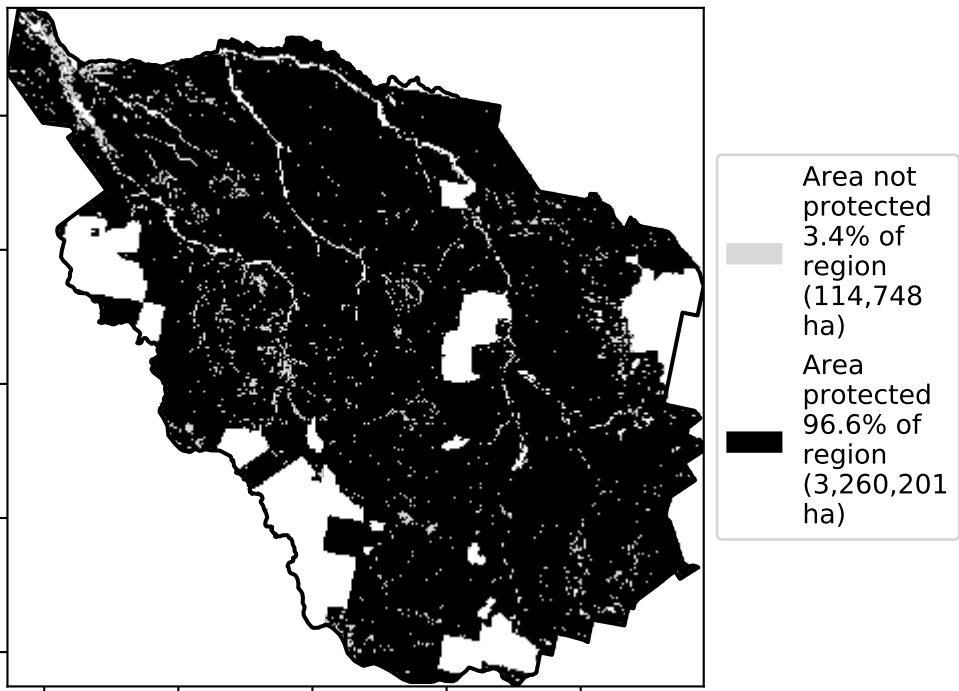 Area not
protected
3.4% of
region
(114,748
ha)
Area
protected
96.6% of
region
(3,260,201
ha)